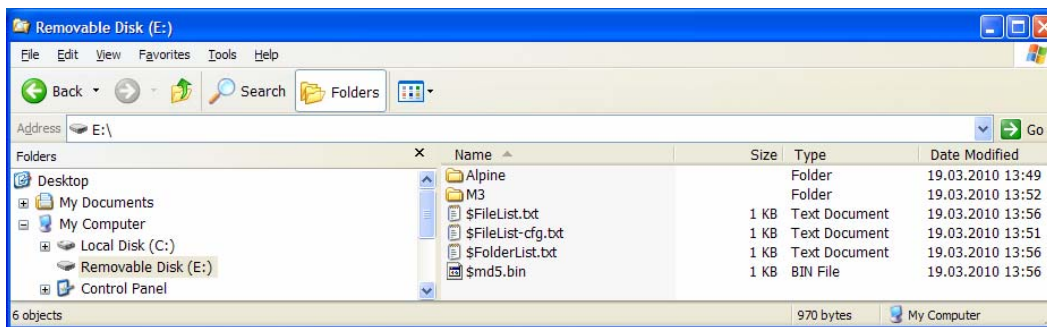 Removable Disk (E:)
File Edit View Favorites Tools Help
Back Search Folders
Address E:\ Go
Folders × Name Size Type Date Modified
Desktop
My Documents
My Computer
Local Disk (C:)
Removable Disk (E:)
Control Panel
Alpine Folder 19.03.2010 13:49
M3 Folder 19.03.2010 13:52
$FileList.txt 1 KB Text Document 19.03.2010 13:56
$FileList-cfg.txt 1 KB Text Document 19.03.2010 13:51
$FolderList.txt 1 KB Text Document 19.03.2010 13:56
$md5.bin 1 KB BIN File 19.03.2010 13:56
6 objects 970 bytes My Computer